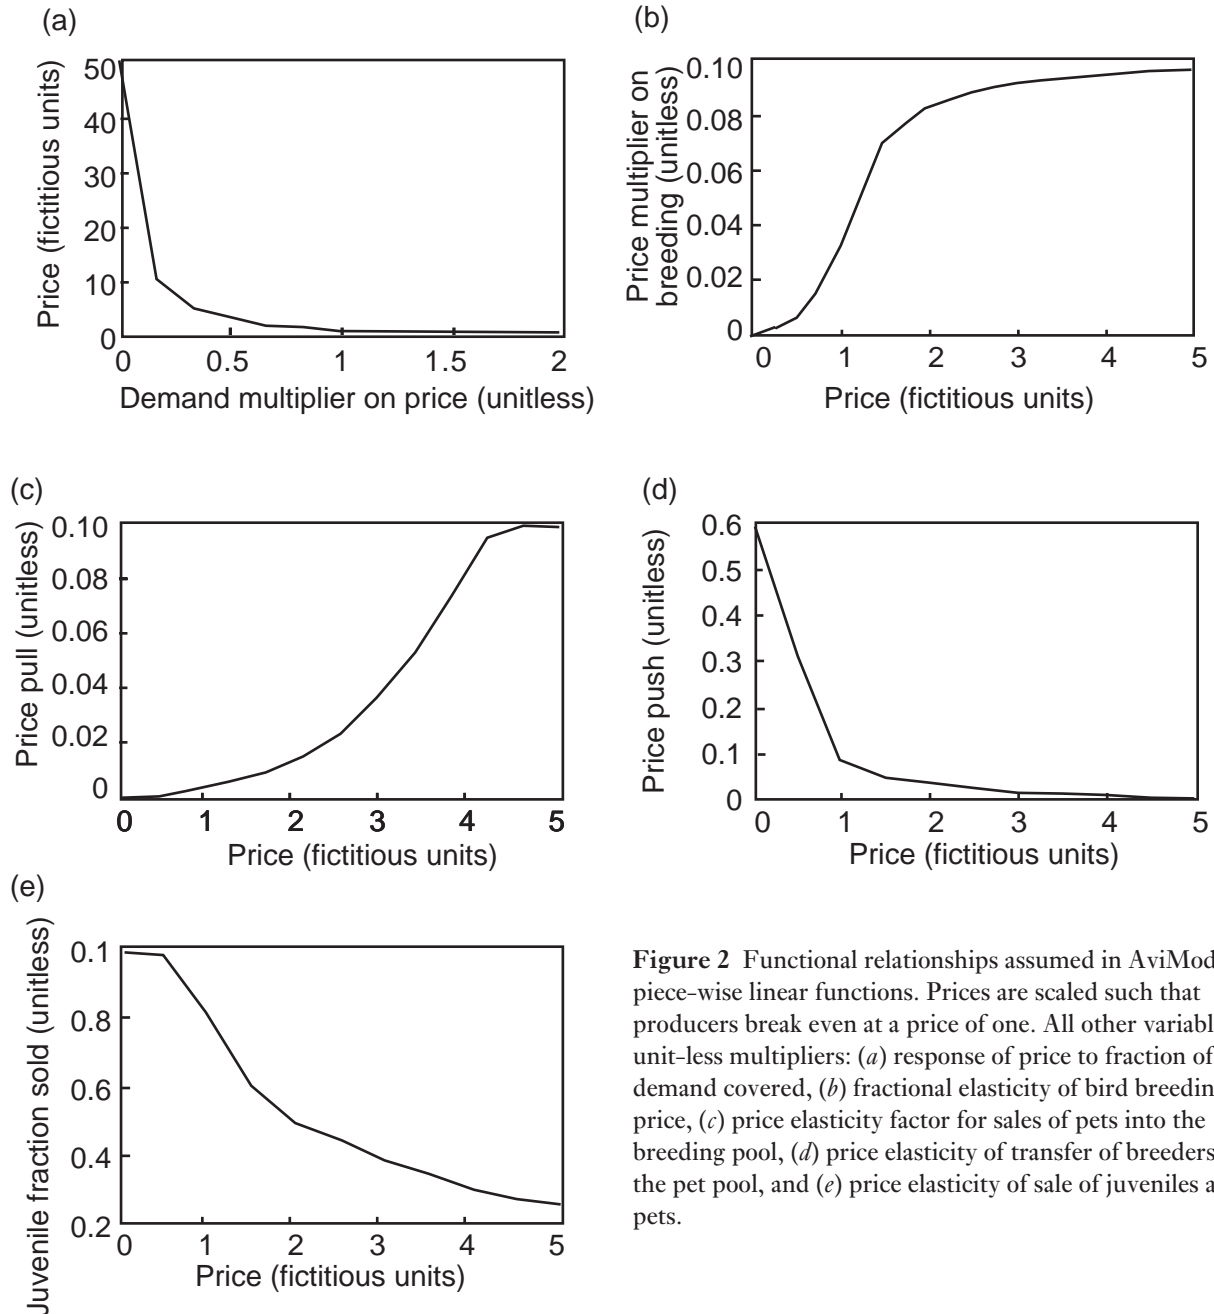 (a)
Price (fictitious units)
50
40
30
20
10
0
0 0.5 1 1.5 2
Demand multiplier on price (unitless)
(b)
Price multiplier on
breeding (unitless)
0.10
0.08
0.06
0.04
0.02
0
0 1 2 3 4 5
Price (fictitious units)
(c)
Price pull (unitless)
0.10
0.08
0.06
0.04
0.02
0
0 1 2 3 4 5
Price (fictitious units)
(d)
Price push (unitless)
0.6
0.5
0.3
0.2
0.1
0
0 1 2 3 4 5
Price (fictitious units)
(e)
Juvenile fraction sold (unitless)
0.1
0.8
0.6
0.4
0.2
0 1 2 3 4 5
Price (fictitious units)
Figure 2 Functional relationships assumed in AviMod
piece-wise linear functions. Prices are scaled such that
producers break even at a price of one. All other variabl
unit-less multipliers: (a) response of price to fraction of
demand covered, (b) fractional elasticity of bird breedin
price, (c) price elasticity factor for sales of pets into the
breeding pool, (d) price elasticity of transfer of breeders
the pet pool, and (e) price elasticity of sale of juveniles a
pets.